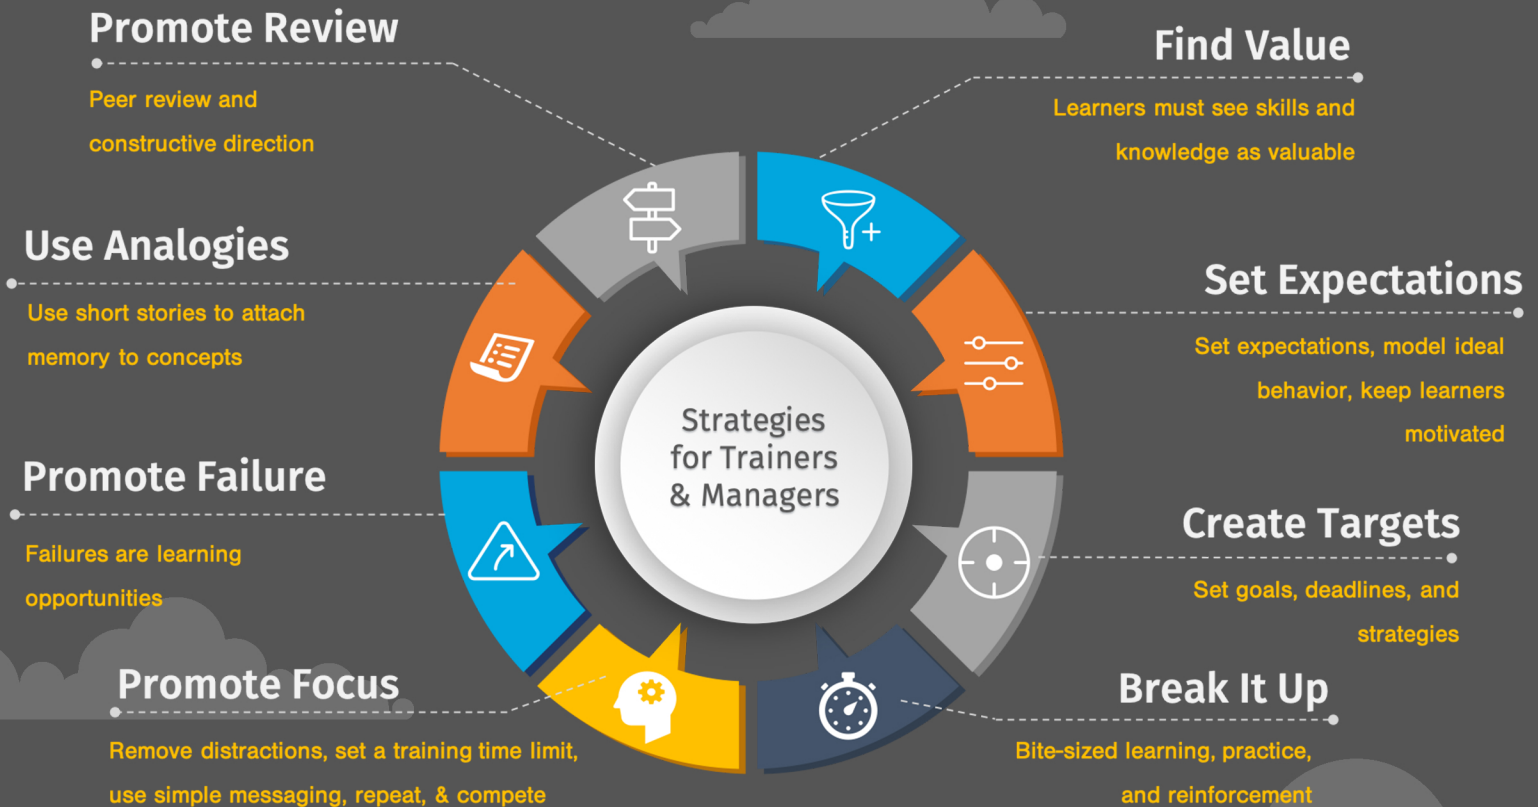 Promote Review
Peer review and
constructive direction
Find Value
Learners must see skills and
knowledge as valuable
Use Analogies
Use short stories to attach
memory to concepts
Set Expectations
Set expectations, model ideal
behavior, keep learners
motivated
Strategies
for Trainers
& Managers
Promote Failure
Failures are learning
opportunities
Create Targets
Set goals, deadlines, and
strategies
Promote Focus
Remove distractions, set a training time limit,
use simple messaging, repeat, & compete
Break It Up
Bite-sized learning, practice,
and reinforcement